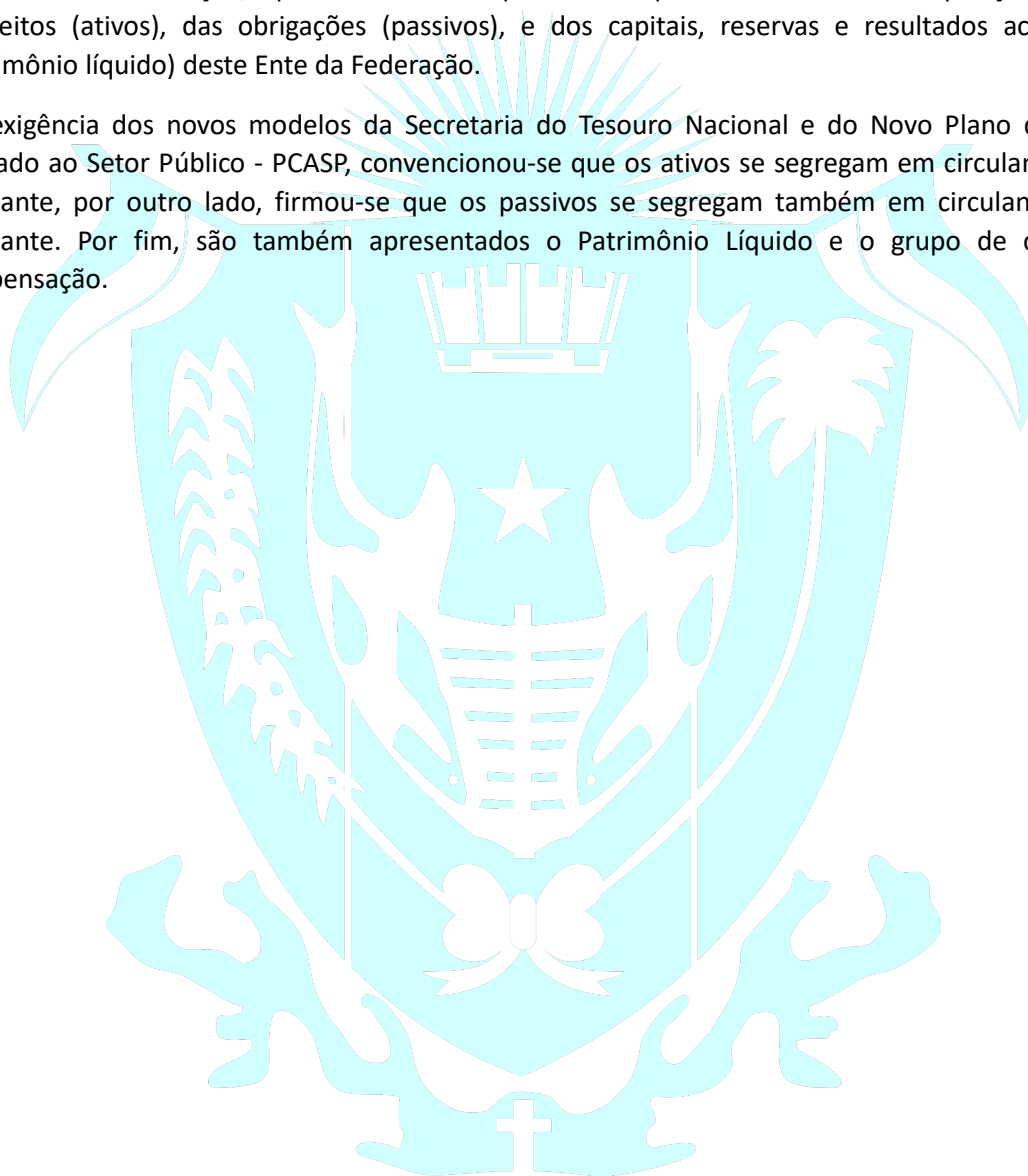 eitos (ativos), das obrigações (passivos), e dos capitais, reservas e resultados ac
mônio líquido) deste Ente da Federação.
exigência dos novos modelos da Secretaria do Tesouro Nacional e do Novo Plano
ado ao Setor Público - PCASP, convencionou-se que os ativos se segregam em circulan
ante, por outro lado, firmou-se que os passivos se segregam também em circulan
ante. Por fim, são também apresentados o Patrimônio Líquido e o grupo de
pensação.